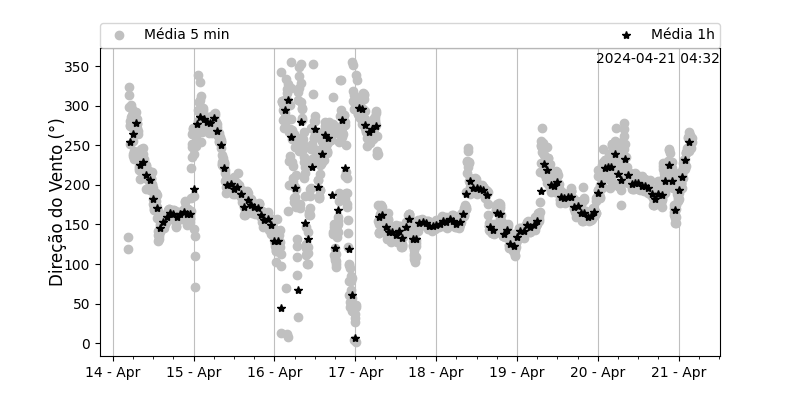 Média 5 min
Média 1h
2024-04-21 04:32
Direção do Vento (°)
350
300
250
200
150
100
50
0
14 - Apr
15 - Apr
16 - Apr
17 - Apr
18 - Apr
19 - Apr
20 - Apr
21 - Apr